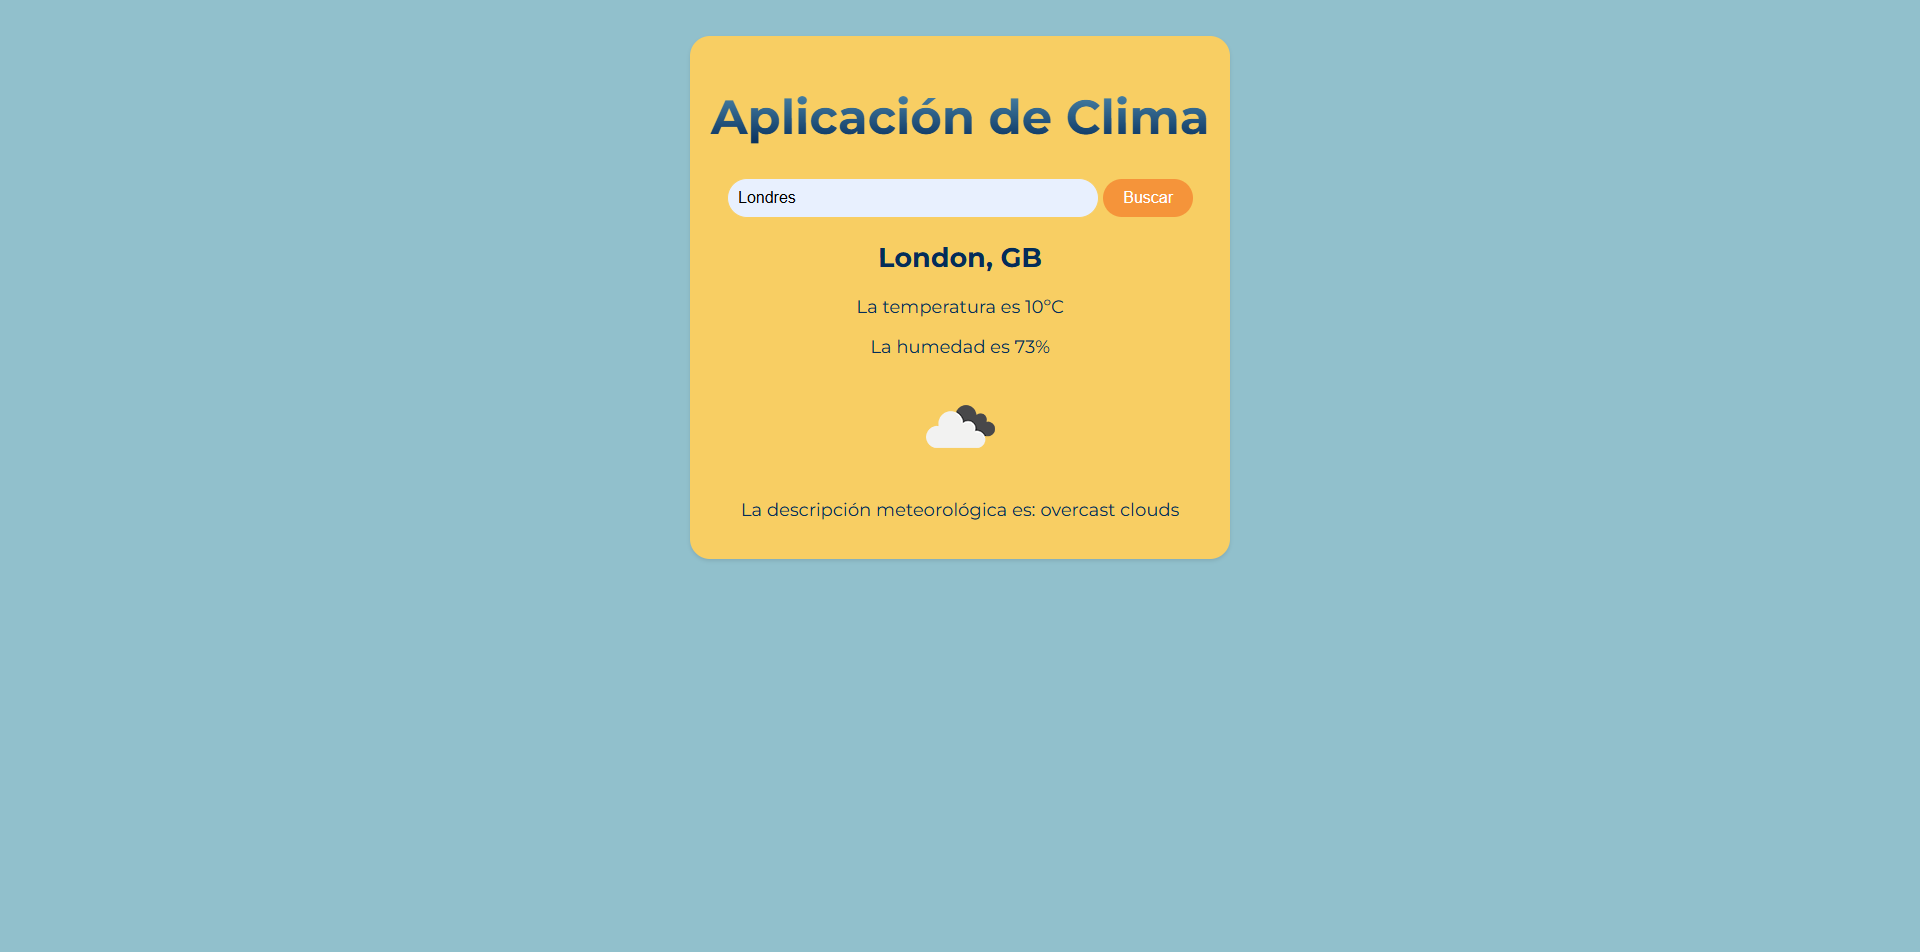 Aplicación de Clima
Londres Buscar
London, GB
La temperatura es 10ºC
La humedad es 73%
La descripción meteorológica es: overcast clouds